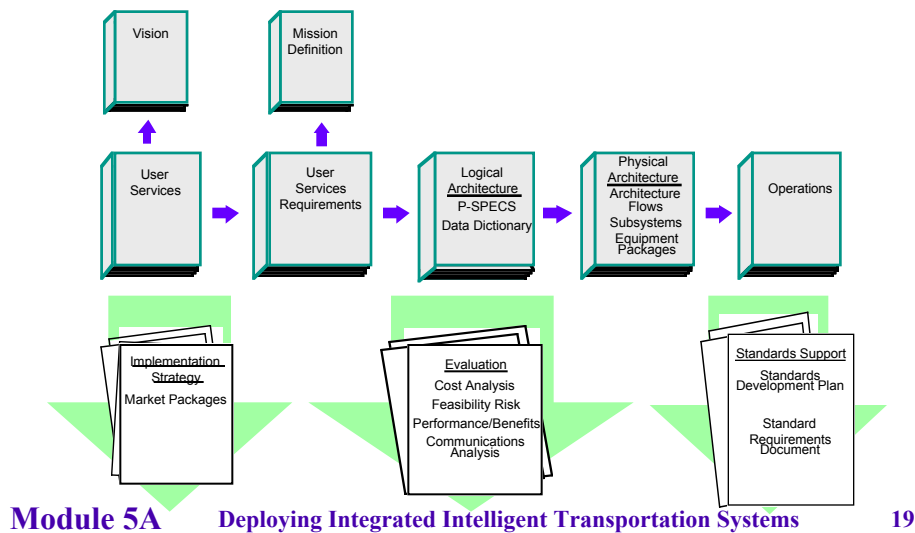 Vision
Mission
Definition
User
Services
User
Services
Requirements
Logical
Architecture
P-SPECS
Data Dictionary
Physical
Architecture
Architecture
Flows
Subsystems
Equipment
Packages
Operations
Implementation
Strategy
Market Packages
Evaluation
Cost Analysis
Feasibility Risk
Performance/Benefits
Communications
Analysis
Standards Support
Standards
Development Plan
Standard
Requirements
Document
Module 5A Deploying Integrated Intelligent Transportation Systems 19